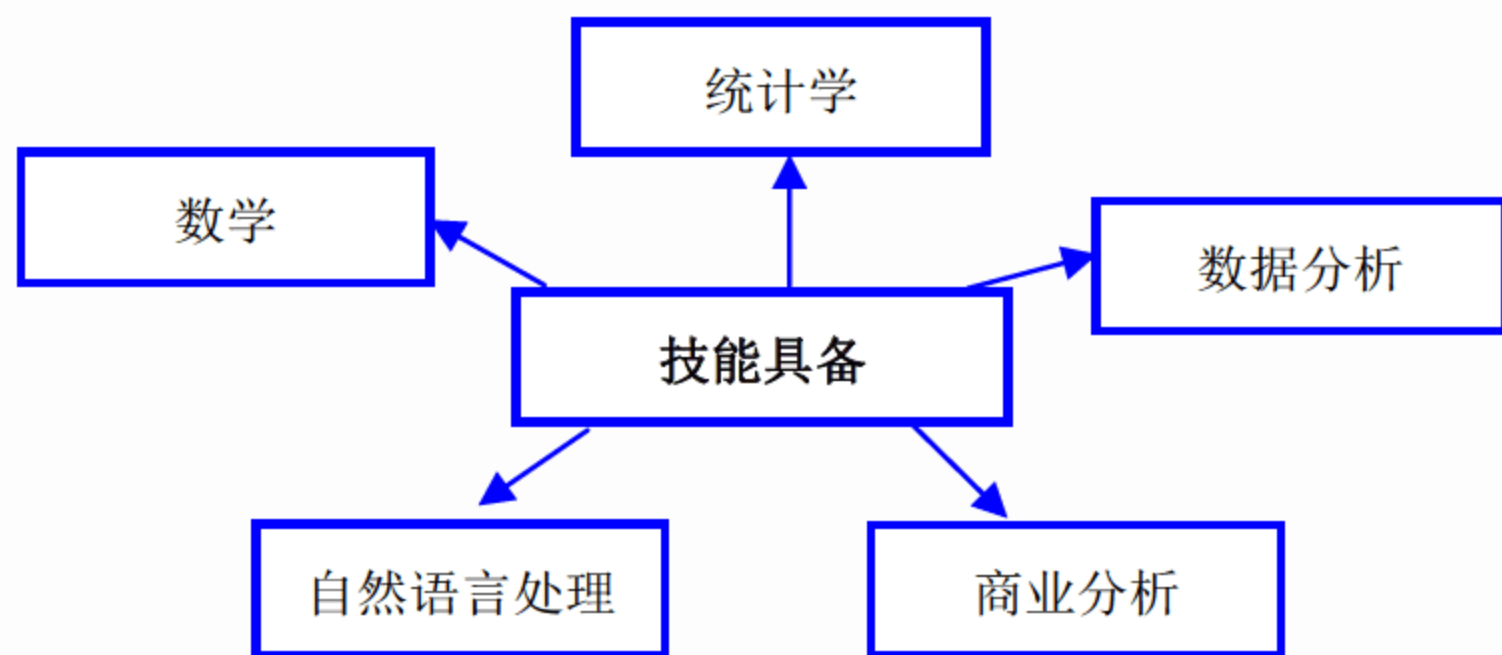 统计学
数学
数据分析
技能具备
自然语言处理
商业分析